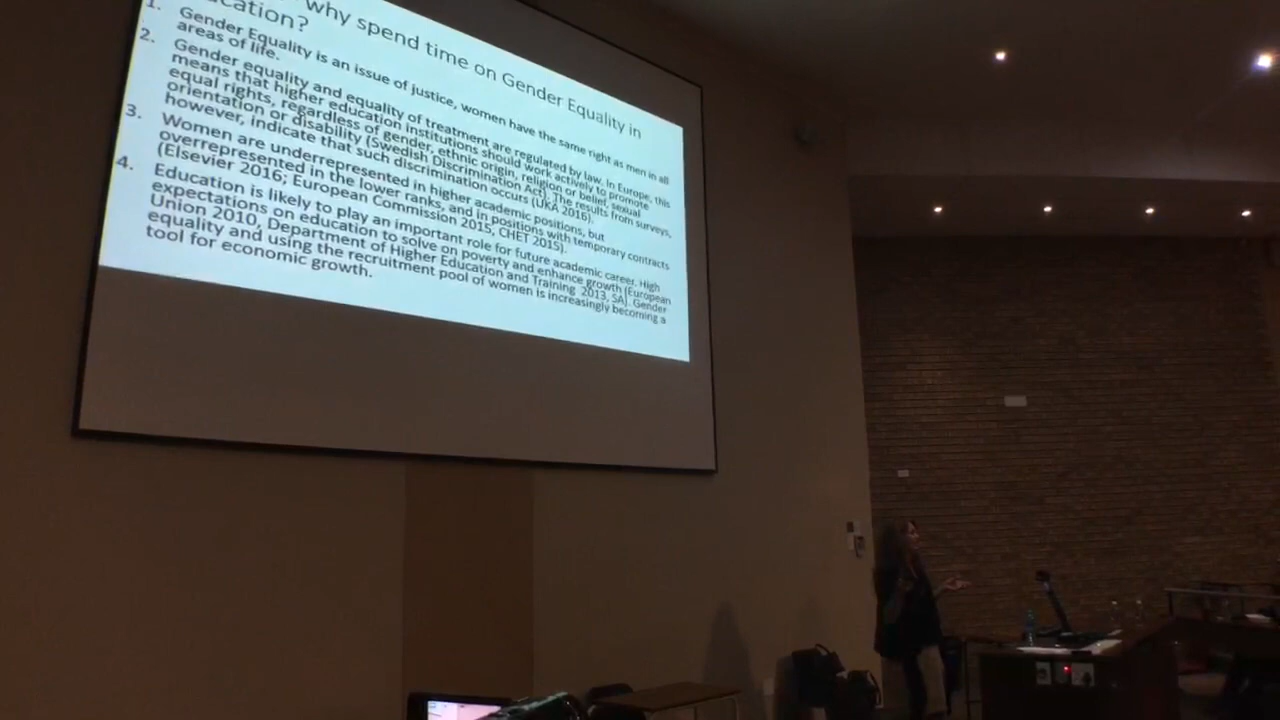 why spend time on Gender Equality in
cation?
1. Gender Equality is an issue of justice, women have the same right as men in all
areas of life.
2. Gender equality and equality of treatment are regulated by law. In Europe, this
means that higher education institutions should work actively to promote
equal rights, regardless of gender, ethnic origin, religion or belief, sexual
orientation or disability (Swedish Discrimination Act). The results from surveys,
however, indicate that such discrimination occurs (UKÄ 2016).
3. Women are underrepresented in higher academic positions, but
overrepresented in the lower ranks, and in positions with temporary contracts
(Elsevier 2016; European Commission 2015, CHET 2015).
4. Education is likely to play an important role for future academic career. High
expectations on education to solve on poverty and enhance growth (European
Union 2010, Department of Higher Education and Training 2013, SA). Gender
equality and using the recruitment pool of women is increasingly becoming a
tool for economic growth.